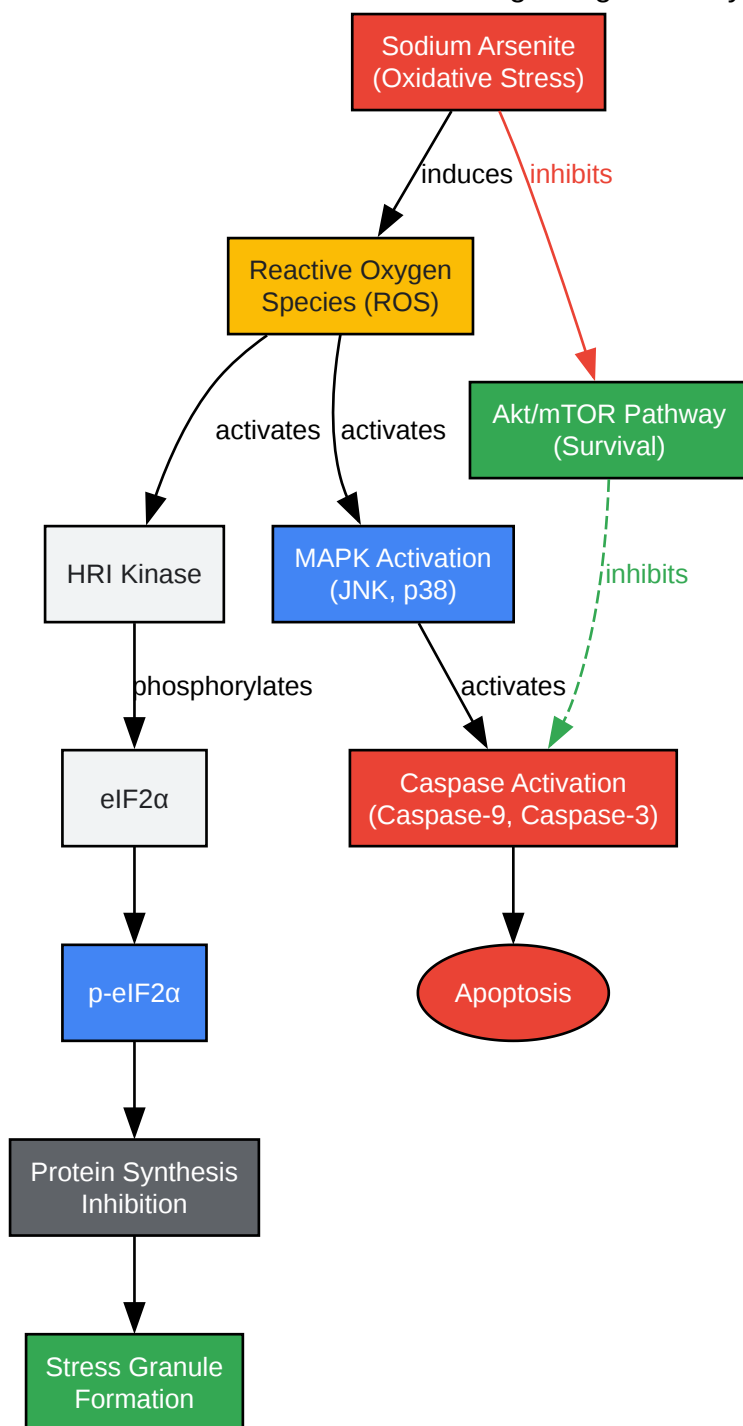 Sodium Arsenite
(Oxidative Stress)
induces
inhibits
Reactive Oxygen
Species (ROS)
Akt/mTOR Pathway
(Survival)
activates
activates
HRI Kinase
MAPK Activation
(JNK, p38)
inhibits
phosphorylates
activates
eIF2α
Caspase Activation
(Caspase-9, Caspase-3)
p-eIF2α
Apoptosis
Protein Synthesis
Inhibition
Stress Granule
Formation